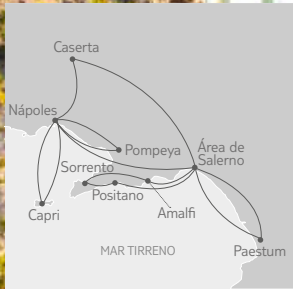 Caserta
Nápoles
Pompeya
Área de
Salerno
Sorrento
Positano
Capri
Amalfi
MAR TIRRENO
Paestum